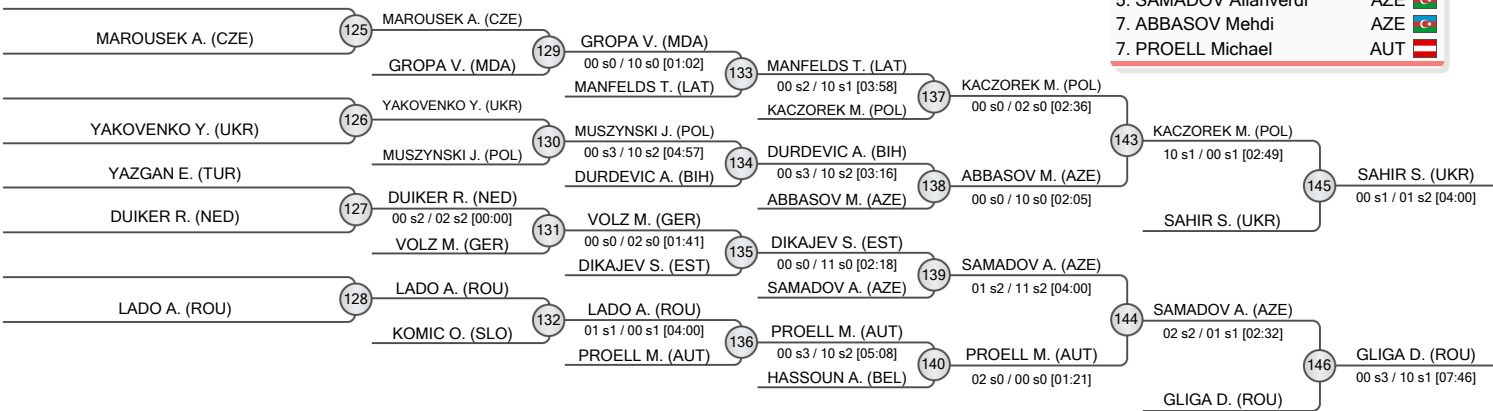 5. SAMADOV Allahverdi AZE
7. ABBASOV Mehdi AZE
7. PROELL Michael AUT
MAROUSEK A. (CZE)
125
MAROUSEK A. (CZE)
GROPA V. (MDA)
129
GROPA V. (MDA)
00 s0 / 10 s0 [01:02]
MANFELDS T. (LAT)
133
MANFELDS T. (LAT)
00 s2 / 10 s1 [03:58]
KACZOREK M. (POL)
137
KACZOREK M. (POL)
00 s0 / 02 s0 [02:36]
YAKOVENKO Y. (UKR)
126
YAKOVENKO Y. (UKR)
MUSZYNSKI J. (POL)
130
MUSZYNSKI J. (POL)
00 s3 / 10 s2 [04:57]
DURDEVIC A. (BIH)
134
DURDEVIC A. (BIH)
00 s3 / 10 s2 [03:16]
ABBASOV M. (AZE)
138
ABBASOV M. (AZE)
00 s0 / 10 s0 [02:05]
143
KACZOREK M. (POL)
10 s1 / 00 s1 [02:49]
SAHIR S. (UKR)
145
SAHIR S. (UKR)
00 s1 / 01 s2 [04:00]
YAZGAN E. (TUR)
DUIKER R. (NED)
127
DUIKER R. (NED)
00 s2 / 02 s2 [00:00]
VOLZ M. (GER)
131
VOLZ M. (GER)
00 s0 / 02 s0 [01:41]
DIKAJEV S. (EST)
135
DIKAJEV S. (EST)
00 s0 / 11 s0 [02:18]
SAMADOV A. (AZE)
139
SAMADOV A. (AZE)
01 s2 / 11 s2 [04:00]
LADO A. (ROU)
128
LADO A. (ROU)
KOMIC O. (SLO)
132
LADO A. (ROU)
01 s1 / 00 s1 [04:00]
PROELL M. (AUT)
136
PROELL M. (AUT)
00 s3 / 10 s2 [05:08]
HASSOUN A. (BEL)
140
PROELL M. (AUT)
02 s0 / 00 s0 [01:21]
144
SAMADOV A. (AZE)
02 s2 / 01 s1 [02:32]
GLIGA D. (ROU)
146
GLIGA D. (ROU)
00 s3 / 10 s1 [07:46]